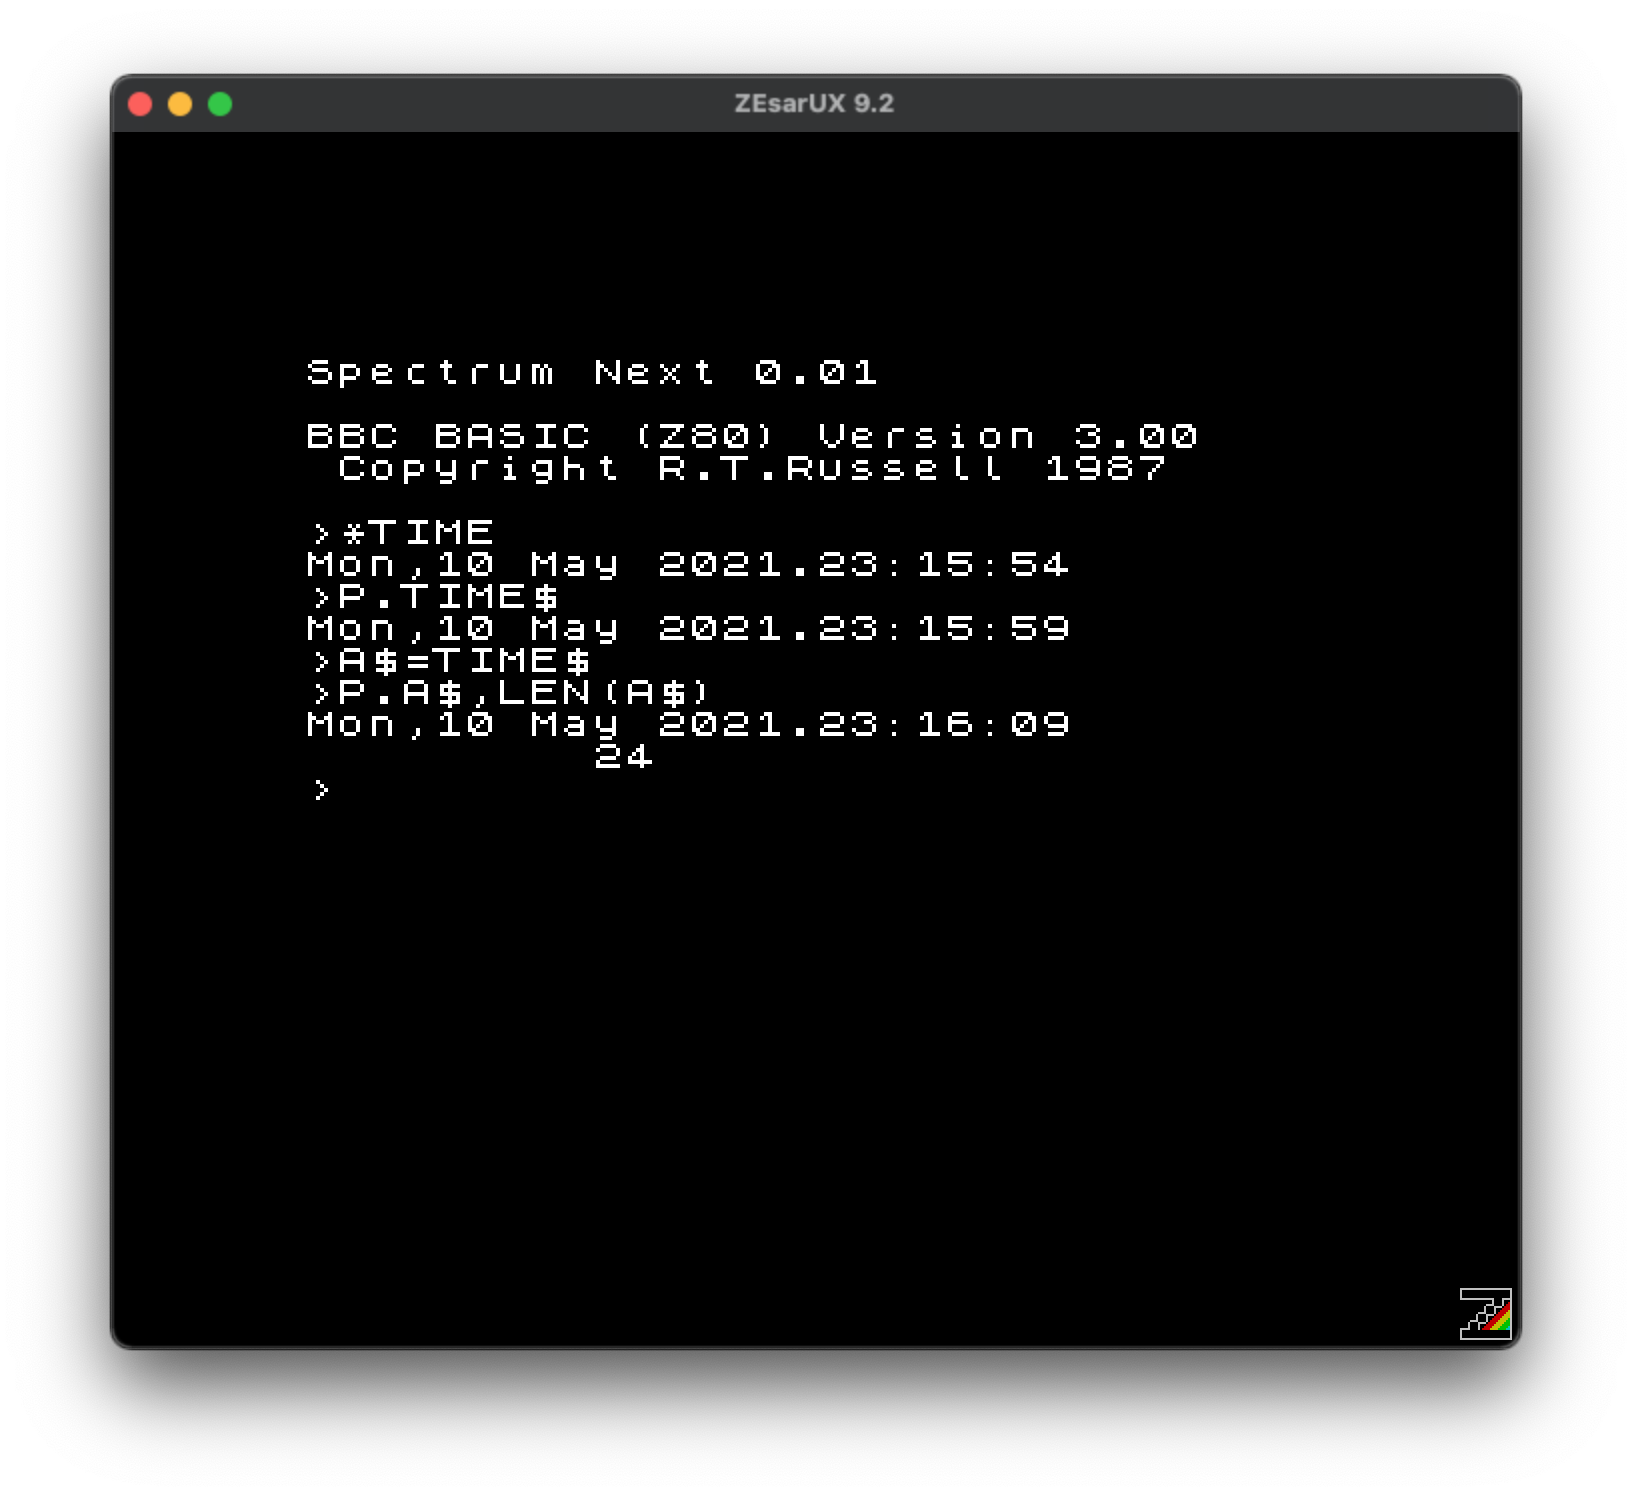 ZEsarUX 9.2
Spectrum Next 0.01
BBC BASIC (Z80) Version 3.00
Copyright R.T.Russell 1987
>*TIME
Mon,10 May 2021.23:15:54
>P.TIME$
Mon,10 May 2021.23:15:59
>A$=TIME$
>P.A$,LEN(A$)
Mon,10 May 2021.23:16:09
24
>